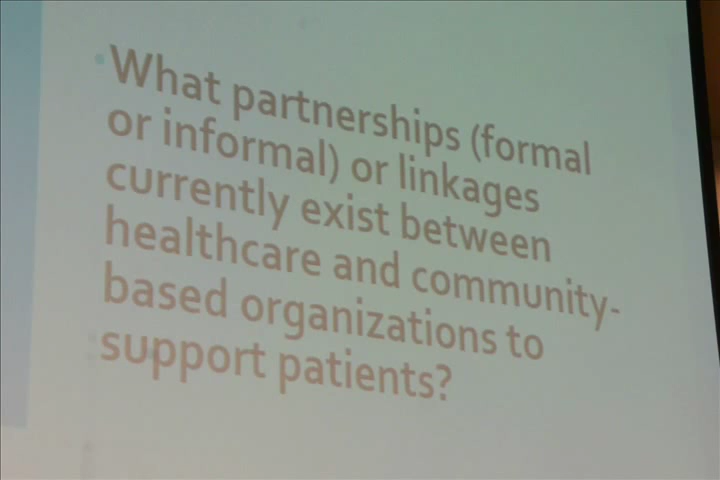 • What partnerships (formal
or informal) or linkages
currently exist between
healthcare and community-
based organizations to
support patients?